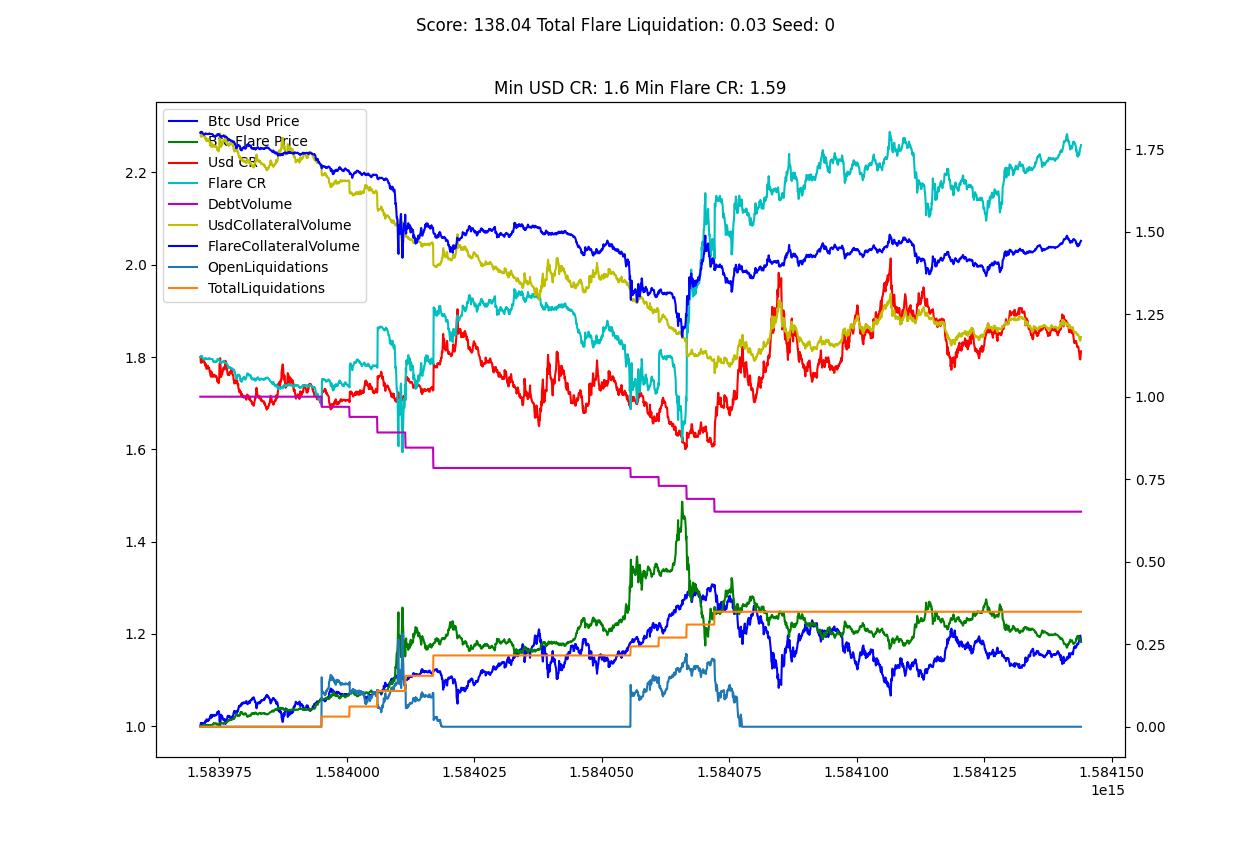 Score: 138.04 Total Flare Liquidation: 0.03 Seed: 0
Min USD CR: 1.6 Min Flare CR: 1.59
Btc Usd Price
Btc Flare Price
Usd CR
Flare CR
DebtVolume
UsdCollateralVolume
FlareCollateralVolume
OpenLiquidations
TotalLiquidations
2.2
2.0
1.8
1.6
1.4
1.2
1.0
1.75
1.50
1.25
1.00
0.75
0.50
0.25
0.00
1.583975 1.584000 1.584025 1.584050 1.584075 1.584100 1.584125 1.584150
1e15